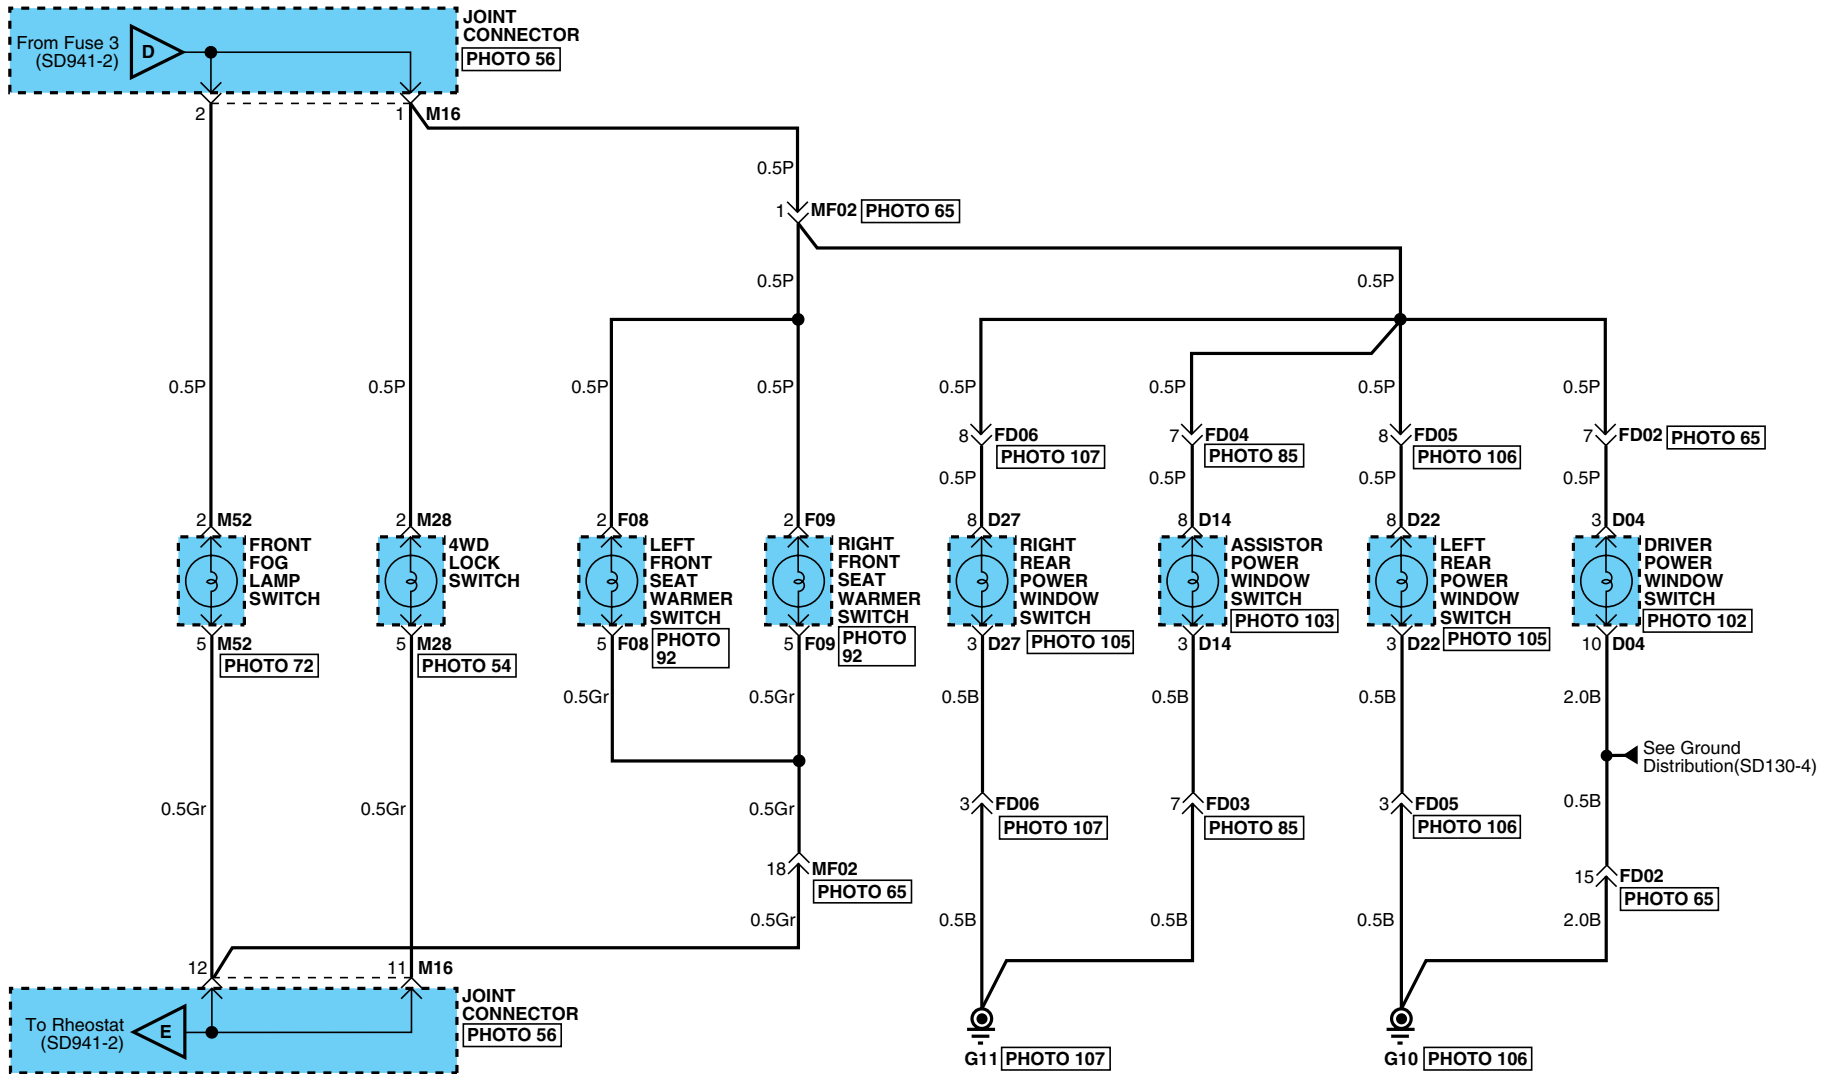 JOINT
CONNECTOR
PHOTO 56
From Fuse 3
(SD941-2)
D
2
1
M16
0.5P
1
MF02
PHOTO 65
0.5P
0.5P
0.5P
0.5P
0.5P
0.5P
0.5P
0.5P
0.5P
0.5P
8
FD06
PHOTO 107
7
FD04
PHOTO 85
8
FD05
PHOTO 106
7
FD02
PHOTO 65
0.5P
0.5P
0.5P
0.5P
2
M52
2
M28
2
F08
2
F09
8
D27
8
D14
8
D22
3
D04
FRONT
FOG
LAMP
SWITCH
4WD
LOCK
SWITCH
LEFT
FRONT
SEAT
WARMER
SWITCH
RIGHT
FRONT
SEAT
WARMER
SWITCH
RIGHT
REAR
POWER
WINDOW
SWITCH
ASSISTOR
POWER
WINDOW
SWITCH
LEFT
REAR
POWER
WINDOW
SWITCH
DRIVER
POWER
WINDOW
SWITCH
5
M52
PHOTO 72
5
M28
PHOTO 54
5
F08
PHOTO
92
5
F09
PHOTO
92
3
D27
PHOTO 105
3
D14
PHOTO 103
3
D22
PHOTO 105
10
D04
PHOTO 102
0.5Gr
0.5Gr
0.5B
0.5B
0.5B
2.0B
See Ground
Distribution(SD130-4)
0.5Gr
0.5Gr
0.5Gr
3
FD06
PHOTO 107
7
FD03
PHOTO 85
3
FD05
PHOTO 106
0.5B
18
MF02
PHOTO 65
15
FD02
PHOTO 65
0.5Gr
0.5B
0.5B
0.5B
2.0B
12
11
M16
JOINT
CONNECTOR
PHOTO 56
To Rheostat
(SD941-2)
E
G11
PHOTO 107
G10
PHOTO 106